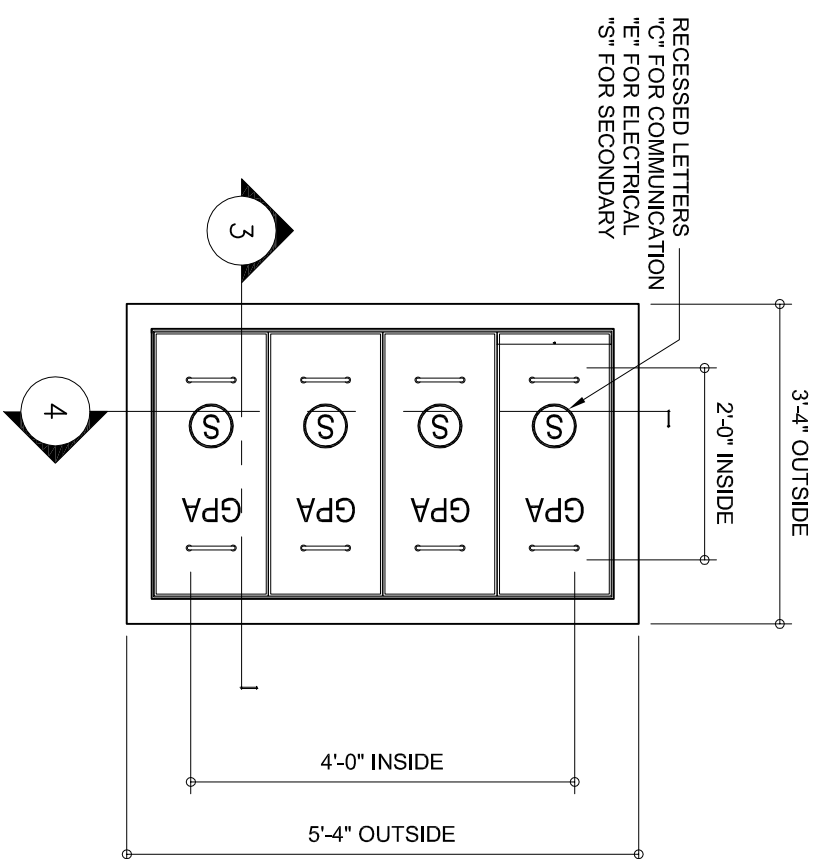 RECESSED LETTERS
"C" FOR COMMUNICATION
"E" FOR ELECTRICAL
"S" FOR SECONDARY
3'-4" OUTSIDE
2'-0" INSIDE
3
4
S
S
S
S
GPA
GPA
GPA
GPA
4'-0" INSIDE
5'-4" OUTSIDE